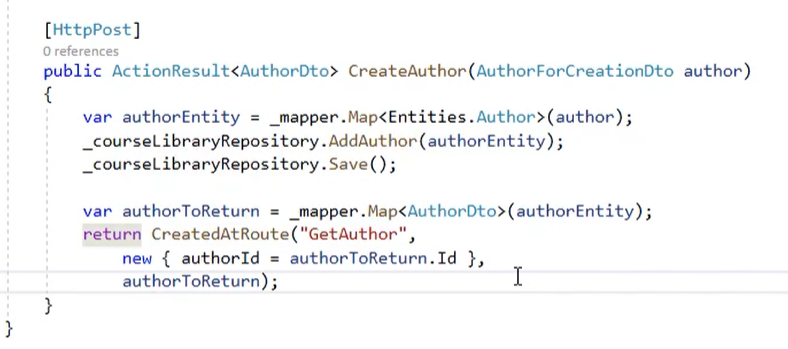 [HttpPost]
0 references
public ActionResult<AuthorDto> CreateAuthor(AuthorForCreationDto author)
{
var authorEntity = _mapper.Map<Entities.Author>(author);
_courseLibraryRepository.AddAuthor(authorEntity);
_courseLibraryRepository.Save();
var authorToReturn = _mapper.Map<AuthorDto>(authorEntity);
return CreatedAtRoute("GetAuthor",
new { authorId = authorToReturn.Id },
authorToReturn);
}
}